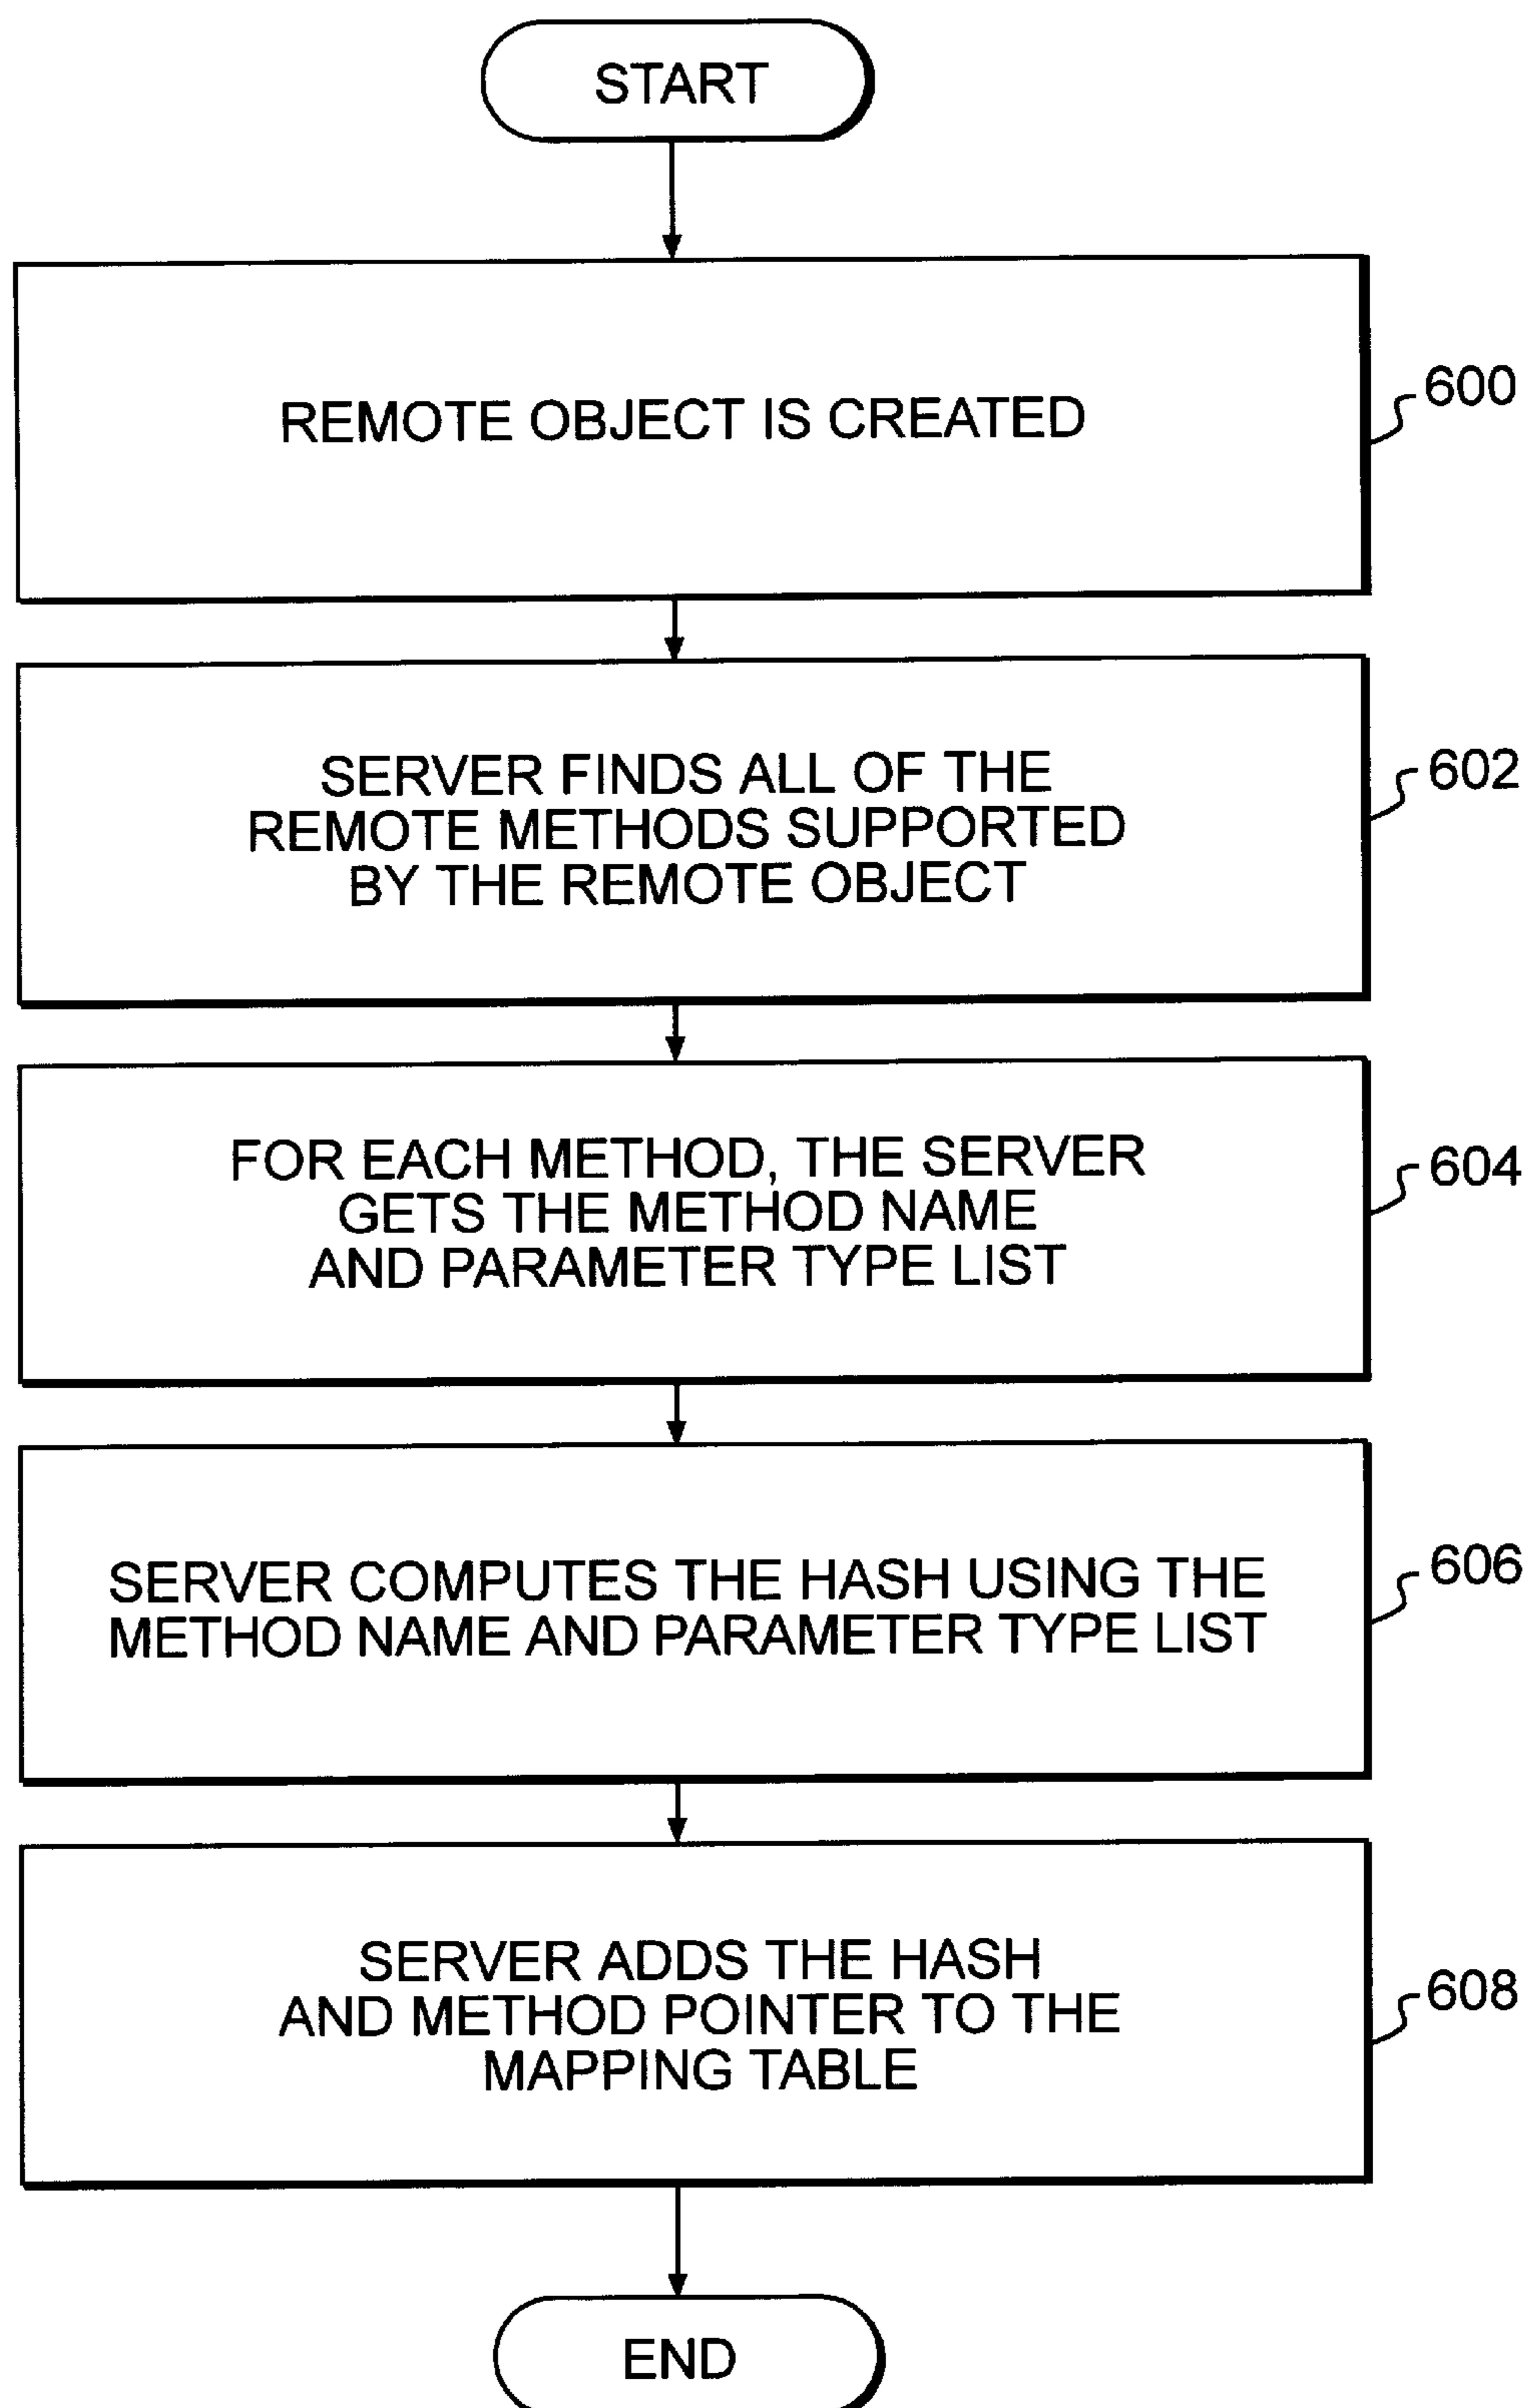 START
REMOTE OBJECT IS CREATED
600
SERVER FINDS ALL OF THE
REMOTE METHODS SUPPORTED
BY THE REMOTE OBJECT
602
FOR EACH METHOD, THE SERVER
GETS THE METHOD NAME
AND PARAMETER TYPE LIST
604
SERVER COMPUTES THE HASH USING THE
METHOD NAME AND PARAMETER TYPE LIST
606
SERVER ADDS THE HASH
AND METHOD POINTER TO THE
MAPPING TABLE
608
END